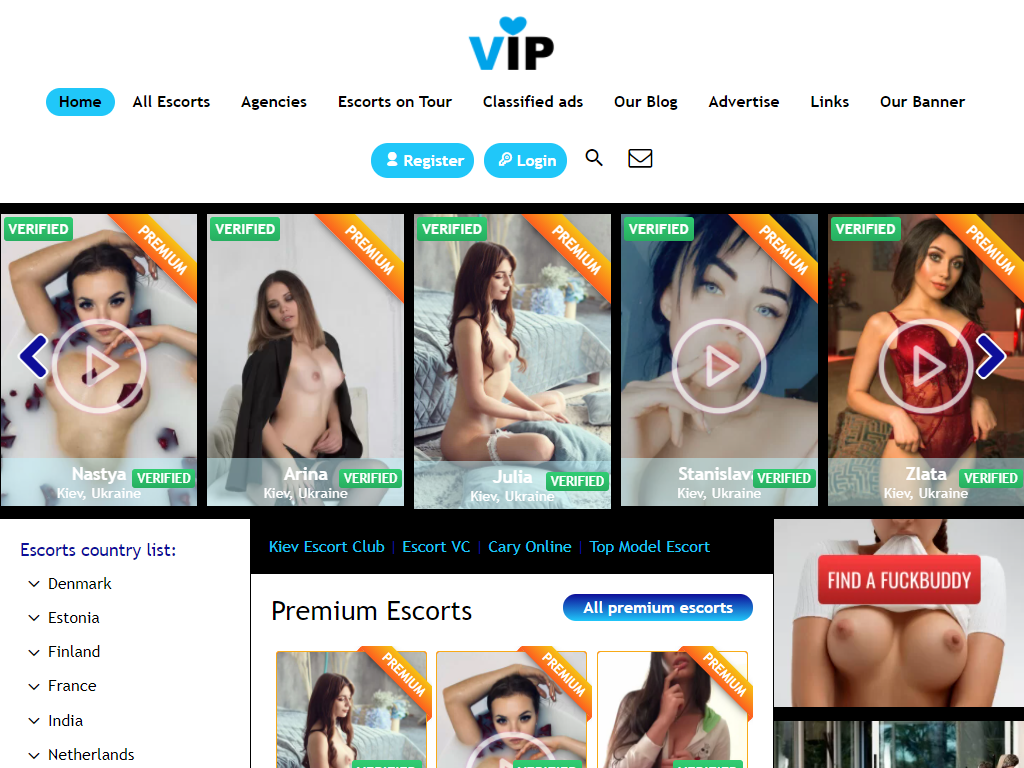 VIP
Home
All Escorts
Agencies
Escorts on Tour
Classified ads
Our Blog
Advertise
Links
Our Banner
Register
Login
VERIFIED
PREMIUM
VERIFIED
PREMIUM
VERIFIED
PREMIUM
VERIFIED
PREMIUM
VERIFIED
PREMIUM
Nastya
VERIFIED
Kiev, Ukraine
Arina
VERIFIED
Kiev, Ukraine
Julia
VERIFIED
Kiev, Ukraine
Stanislava
VERIFIED
Kiev, Ukraine
Zlata
VERIFIED
Kiev, Ukraine
Escorts country list:
Denmark
Estonia
Finland
France
India
Netherlands
Kiev Escort Club | Escort VC | Cary Online | Top Model Escort
Premium Escorts
All premium escorts
PREMIUM
PREMIUM
PREMIUM
FIND A FUCKBUDDY